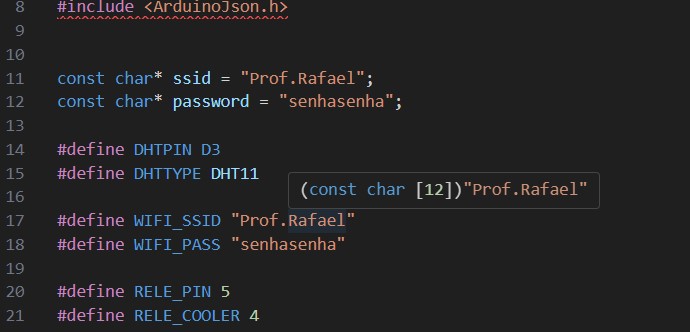 8 #include <ArduinoJson.h>
9
10
11 const char* ssid = "Prof.Rafael";
12 const char* password = "senhasenha";
13
14 #define DHTPIN D3
15 #define DHTTYPE DHT11
(const char [12])"Prof.Rafael"
16
17 #define WIFI_SSID "Prof.Rafael"
18 #define WIFI_PASS "senhasenha"
19
20 #define RELE_PIN 5
21 #define RELE_COOLER 4